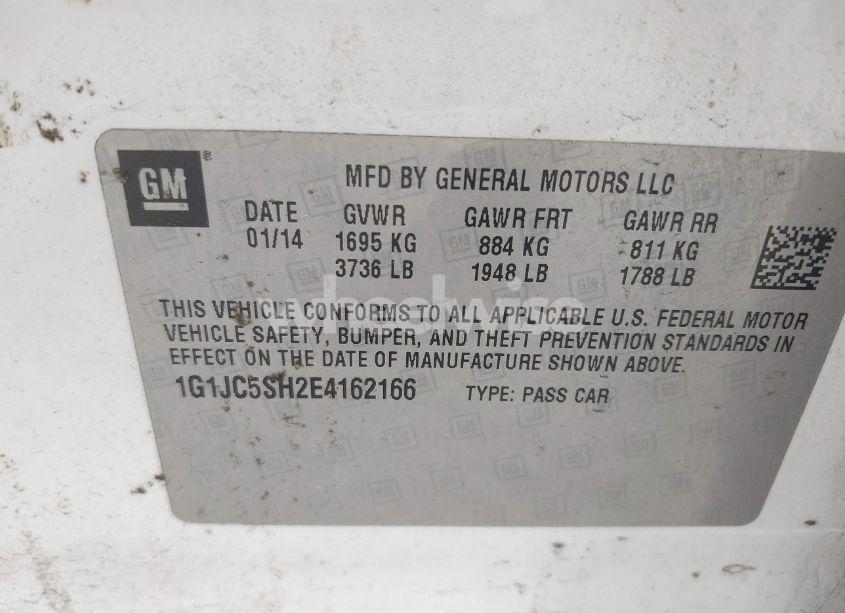 GM®
MFD BY GENERAL MOTORS LLC
DATE GVWR GAWR FRT GAWR RR
01/14 1695 KG 884 KG 811 KG
3736 LB 1948 LB 1788 LB
THIS VEHICLE CONFORMS TO ALL APPLICABLE U.S. FEDERAL MOTOR
VEHICLE SAFETY, BUMPER, AND THEFT PREVENTION STANDARDS IN
EFFECT ON THE DATE OF MANUFACTURE SHOWN ABOVE.
1G1JC5SH2E4162166 TYPE: PASS CAR